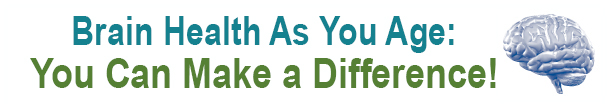 Brain Health As You Age:
You Can Make a Difference!